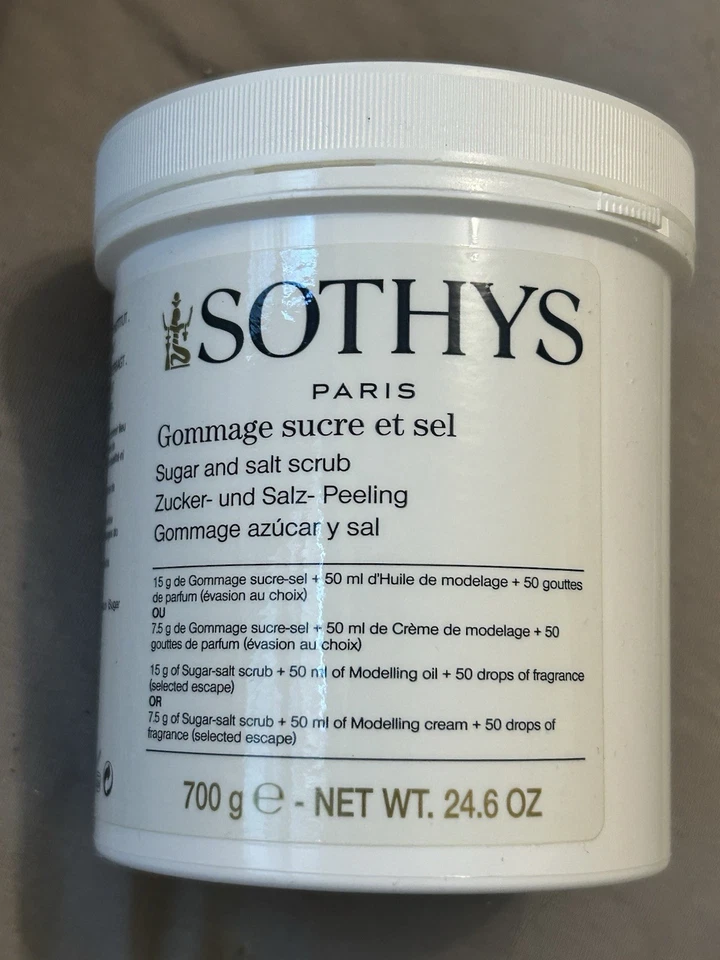 SOTHYS
PARIS
Gommage sucre et sel
Sugar and salt scrub
Zucker- und Salz- Peeling
Gommage azúcar y sal
15 g de Gommage sucre-sel + 50 ml d'Huile de modelage + 50 gouttes
de parfum (évasion au choix)
OU
7.5 g de Gommage sucre-sel + 50 ml de Crème de modelage + 50
gouttes de parfum (évasion au choix)
15 g of Sugar-salt scrub + 50 ml of Modelling oil + 50 drops of fragrance
(selected escape)
OR
7.5 g of Sugar-salt scrub + 50 ml of Modelling cream + 50 drops of
fragrance (selected escape)
700 g ℮ - NET WT. 24.6 OZ